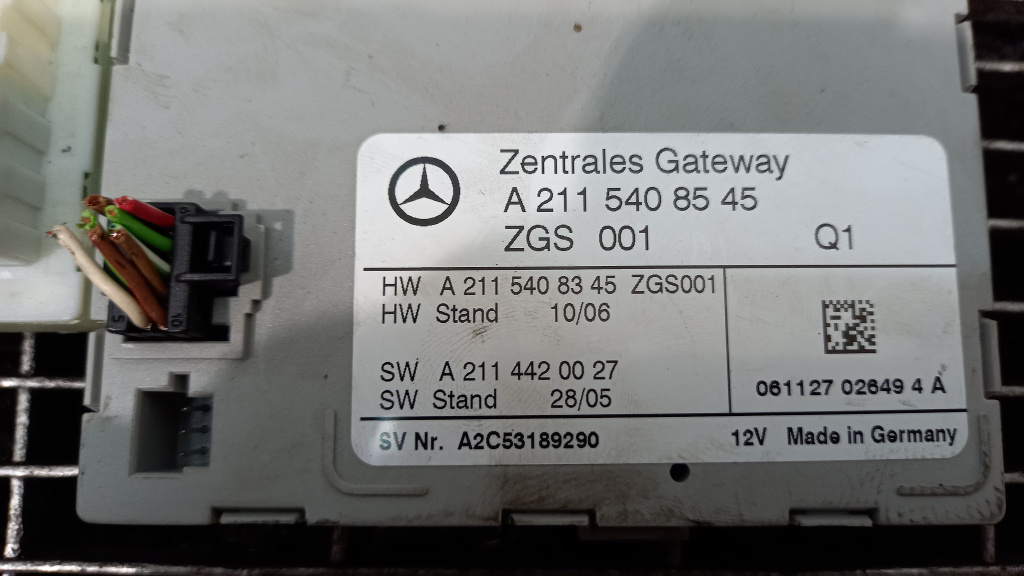 Zentrales Gateway
A 211 540 85 45
ZGS 001 Q1
HW A 211 540 83 45 ZGS001
HW Stand 10/06
SW A 211 442 00 27
SW Stand 28/05
061127 02649 4 A
SV Nr. A2C53189290 12V Made in Germany
5 10